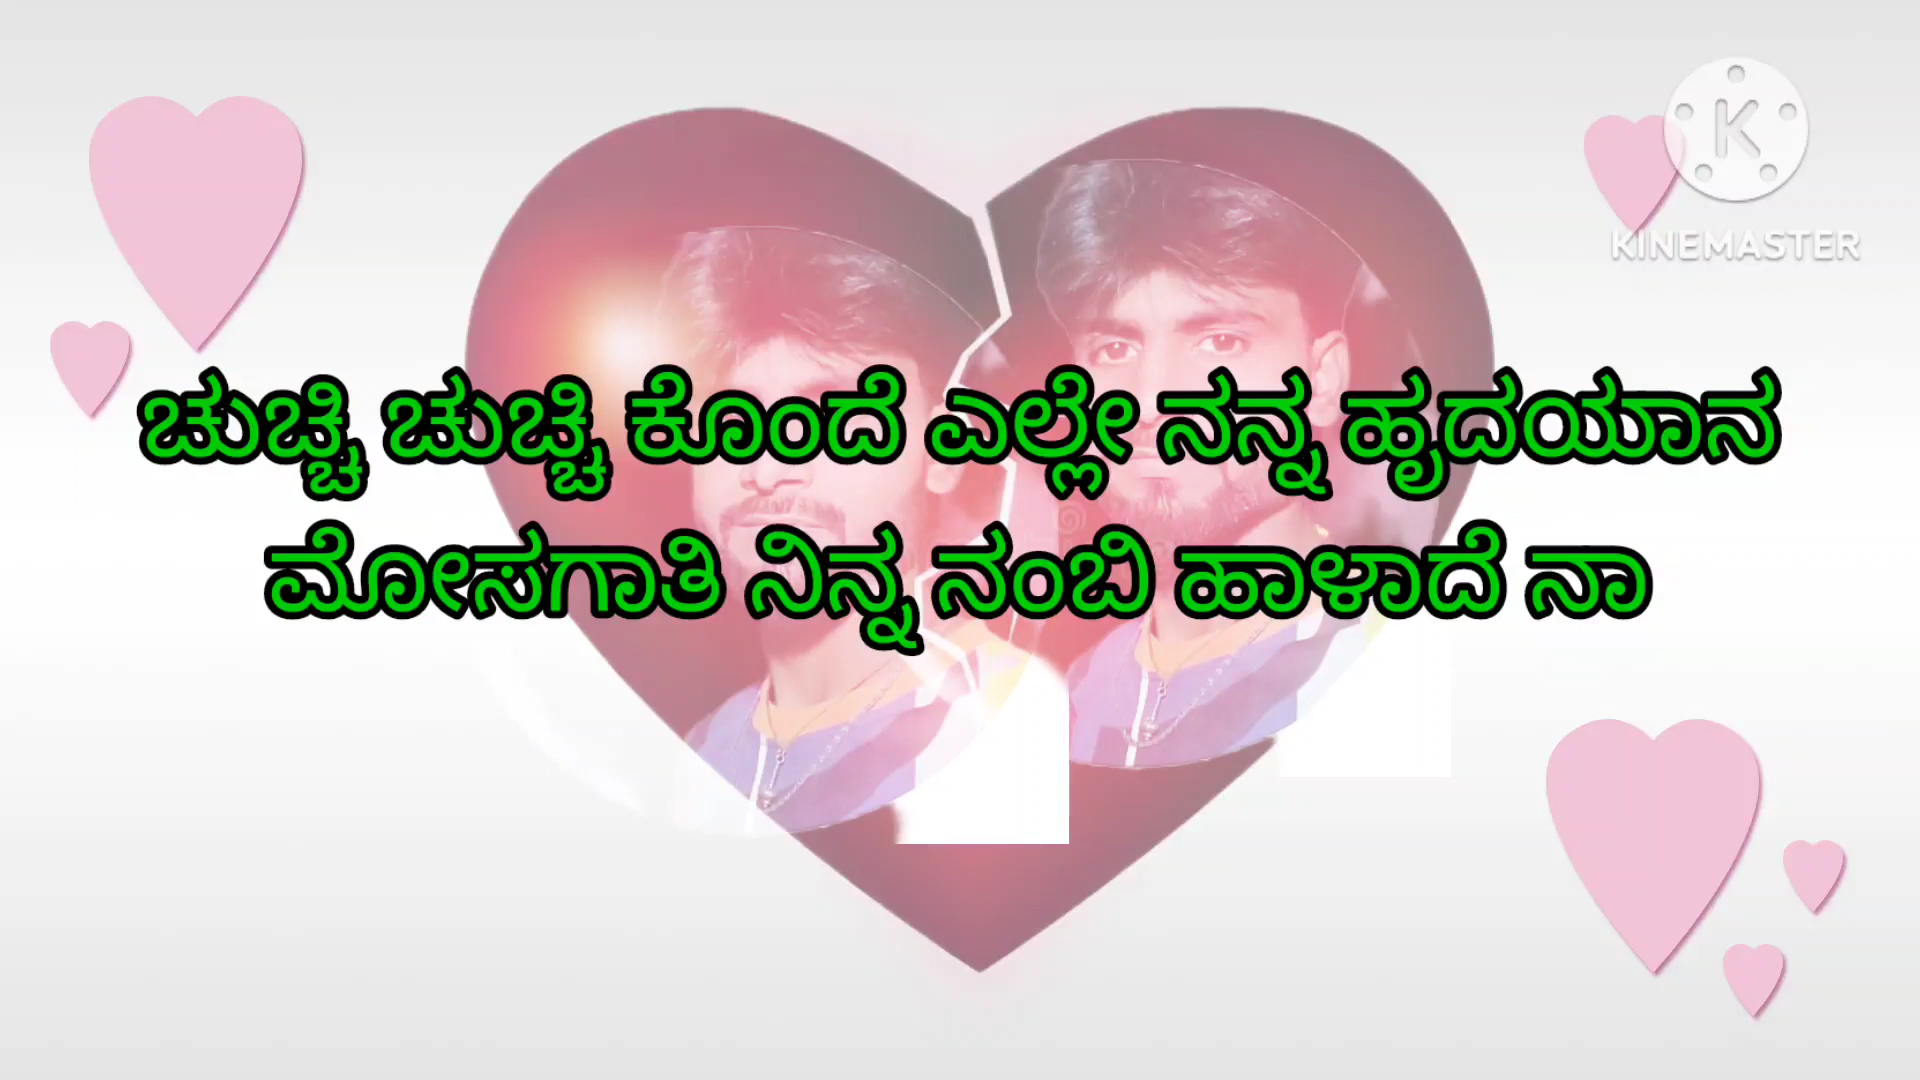 K
KINEMASTER
ಚುಚ್ಚಿ ಚುಚ್ಚಿ ಕೊಂದೆ ಎಲ್ಲೇ ನನ್ನ ಹೃದಯಾನ
ಮೋಸಗಾತಿ ನಿನ್ನ ನಂಬಿ ಹಾಳಾದೆ ನಾ